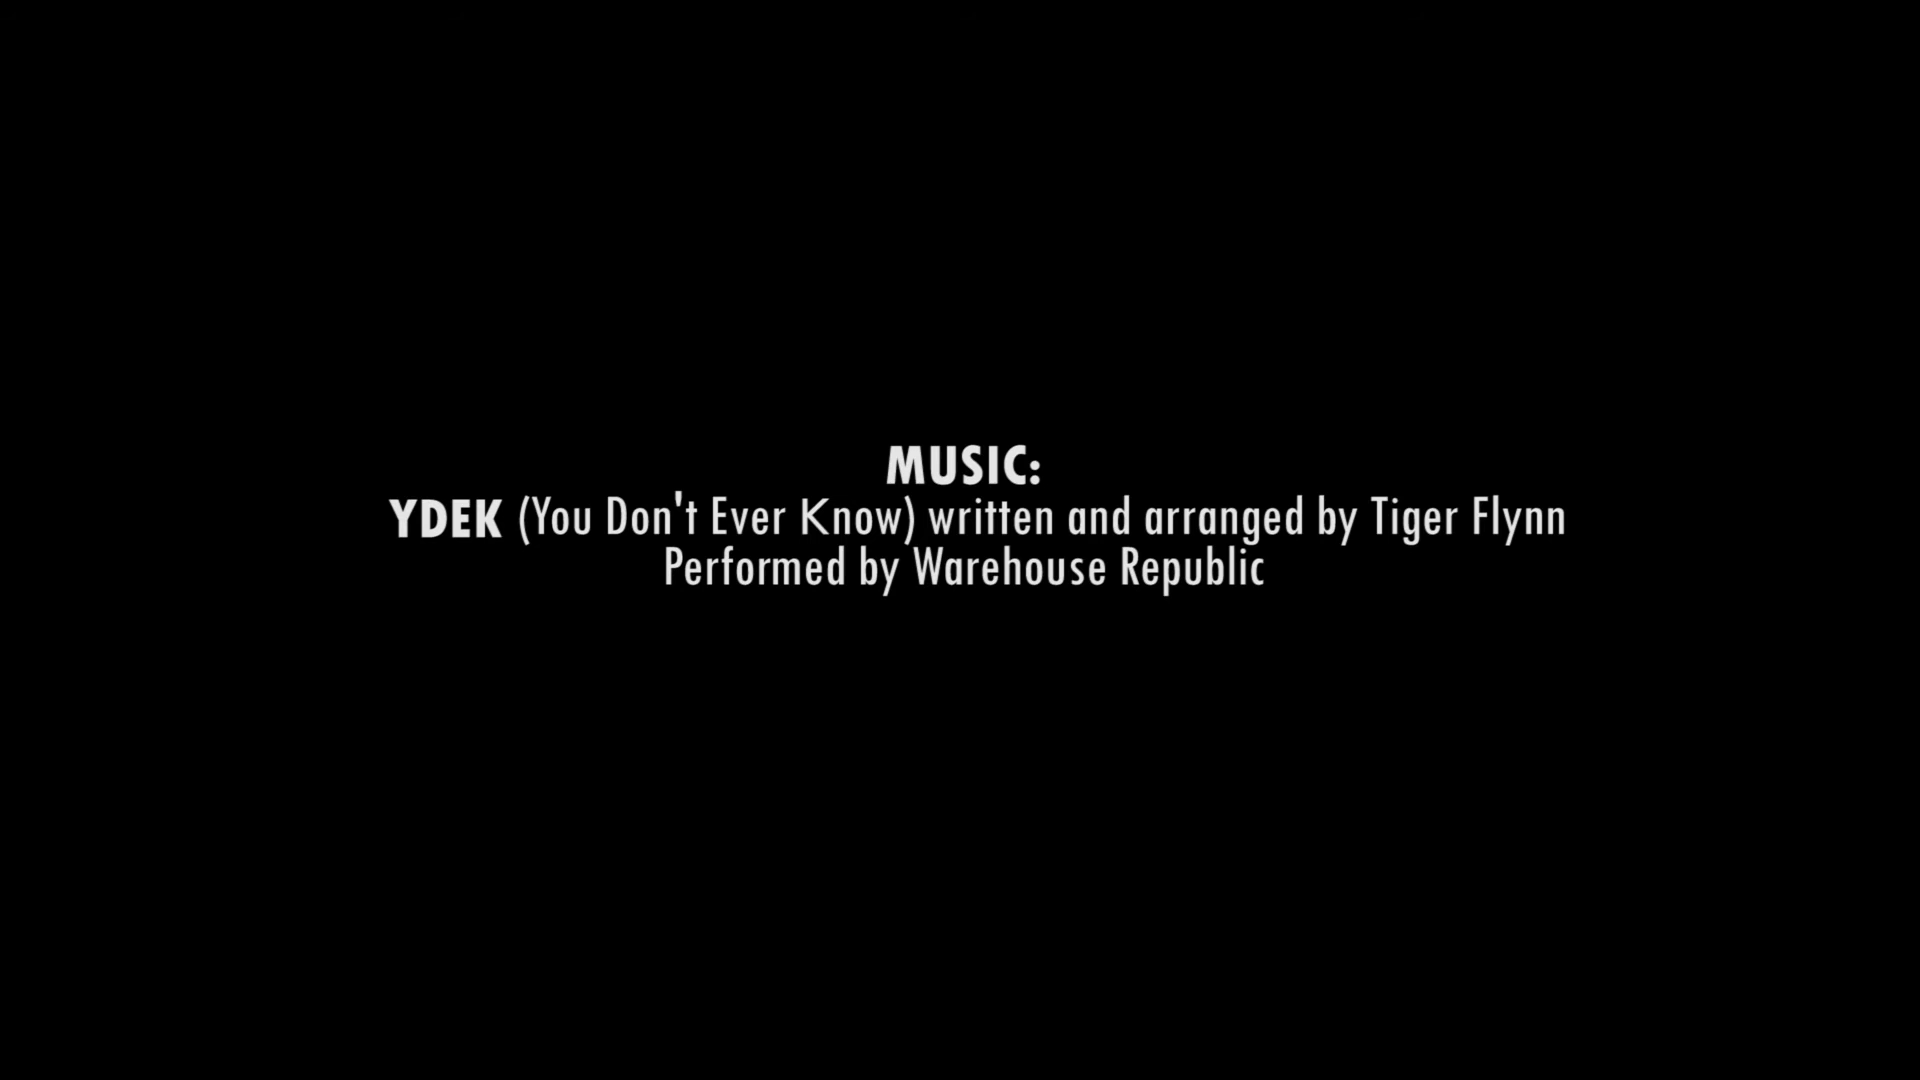 MUSIC:
YDEK (You Don't Ever Know) written and arranged by Tiger Flynn
Performed by Warehouse Republic